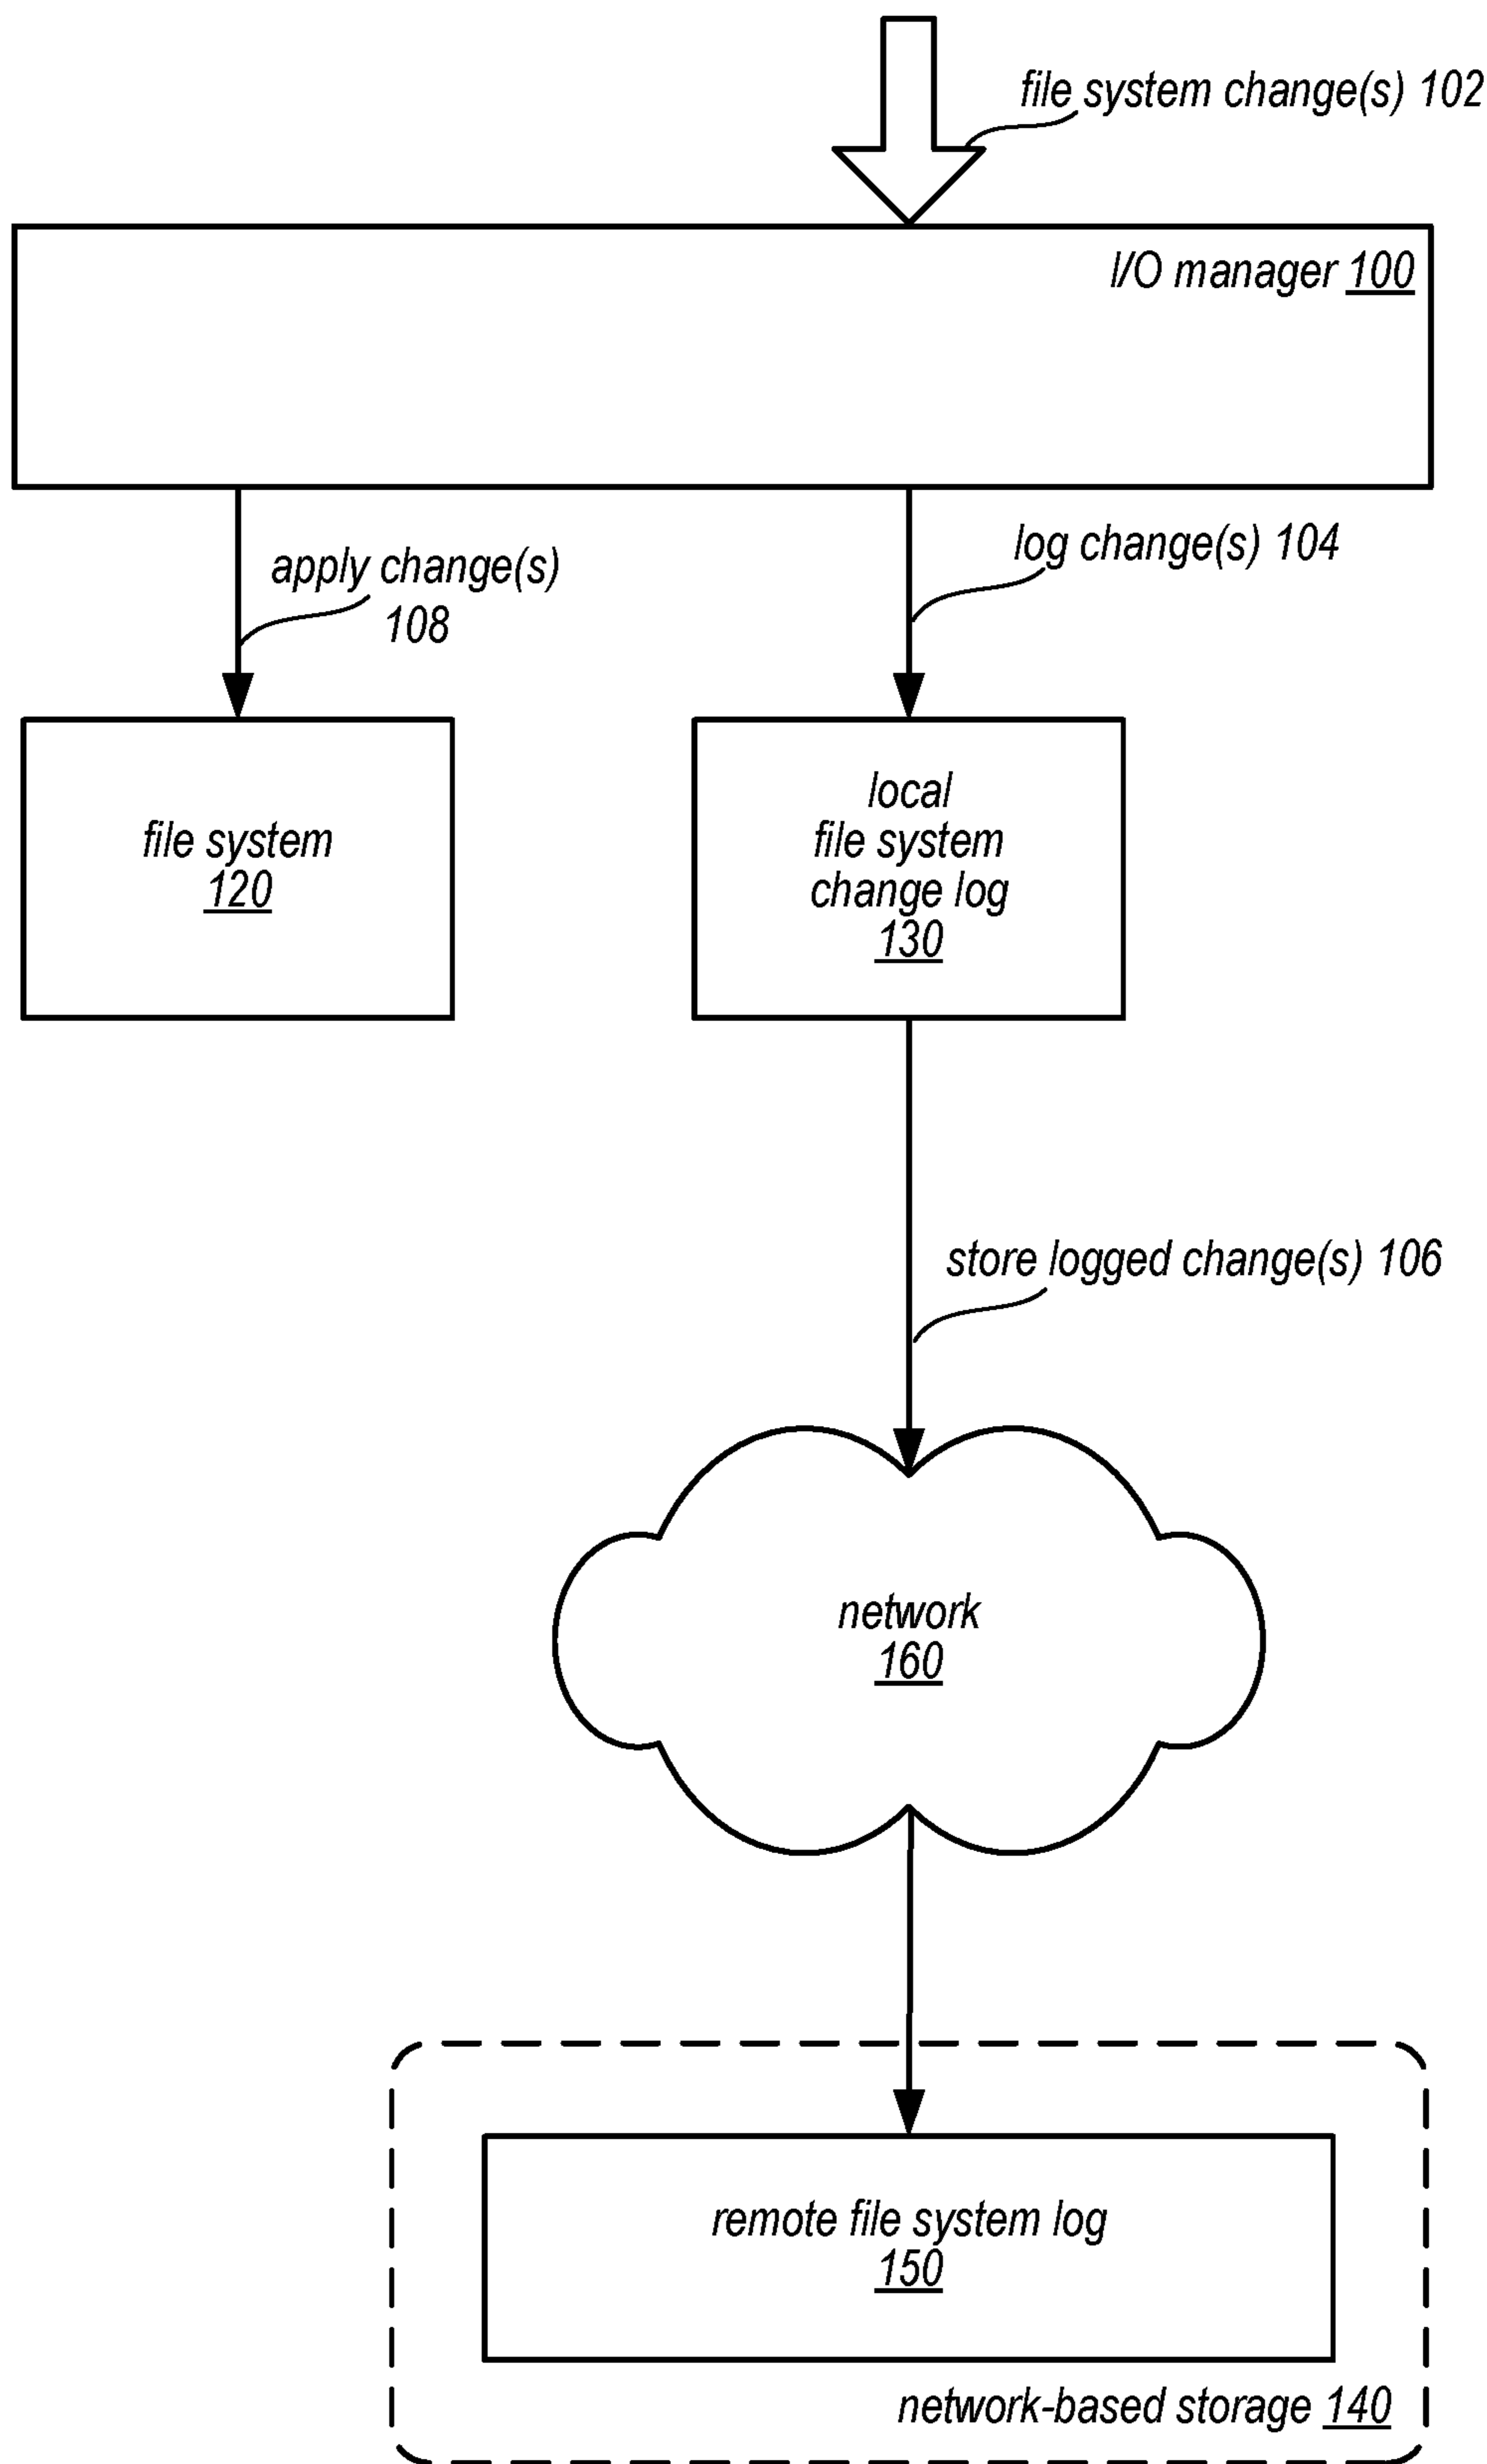 file system change(s) 102
I/O manager 100
log change(s) 104
apply change(s)
108
file system
120
local
file system
change log
130
store logged change(s) 106
network
160
remote file system log
150
network-based storage 140